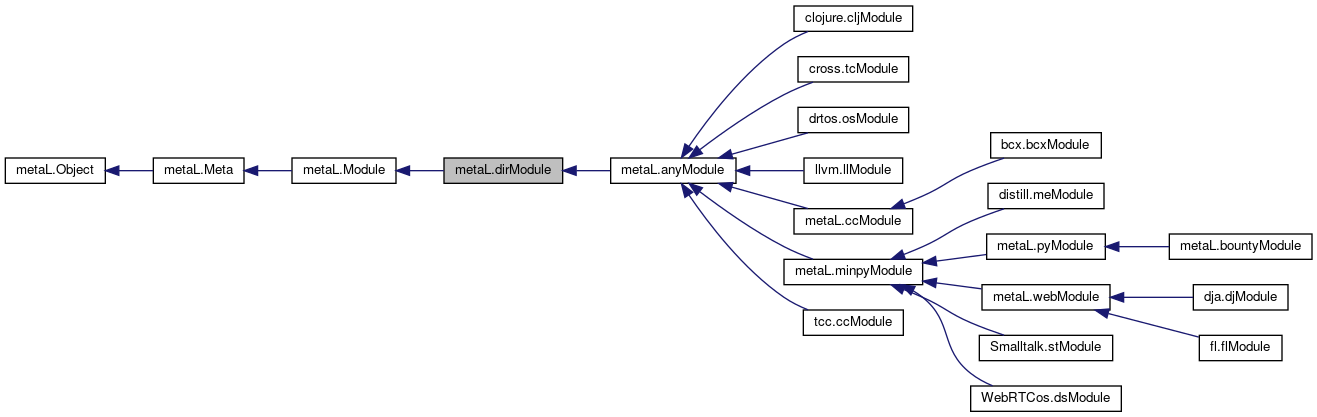 clojure.cljModule
cross.tcModule
drtos.osModule
bcx.bcxModule
metaL.Object
metaL.Meta
metaL.Module
metaL.dirModule
metaL.anyModule
llvm.llModule
distill.meModule
metaL.ccModule
metaL.pyModule
metaL.bountyModule
metaL.minpyModule
metaL.webModule
dja.djModule
tcc.ccModule
Smalltalk.stModule
fl.flModule
WebRTCos.dsModule